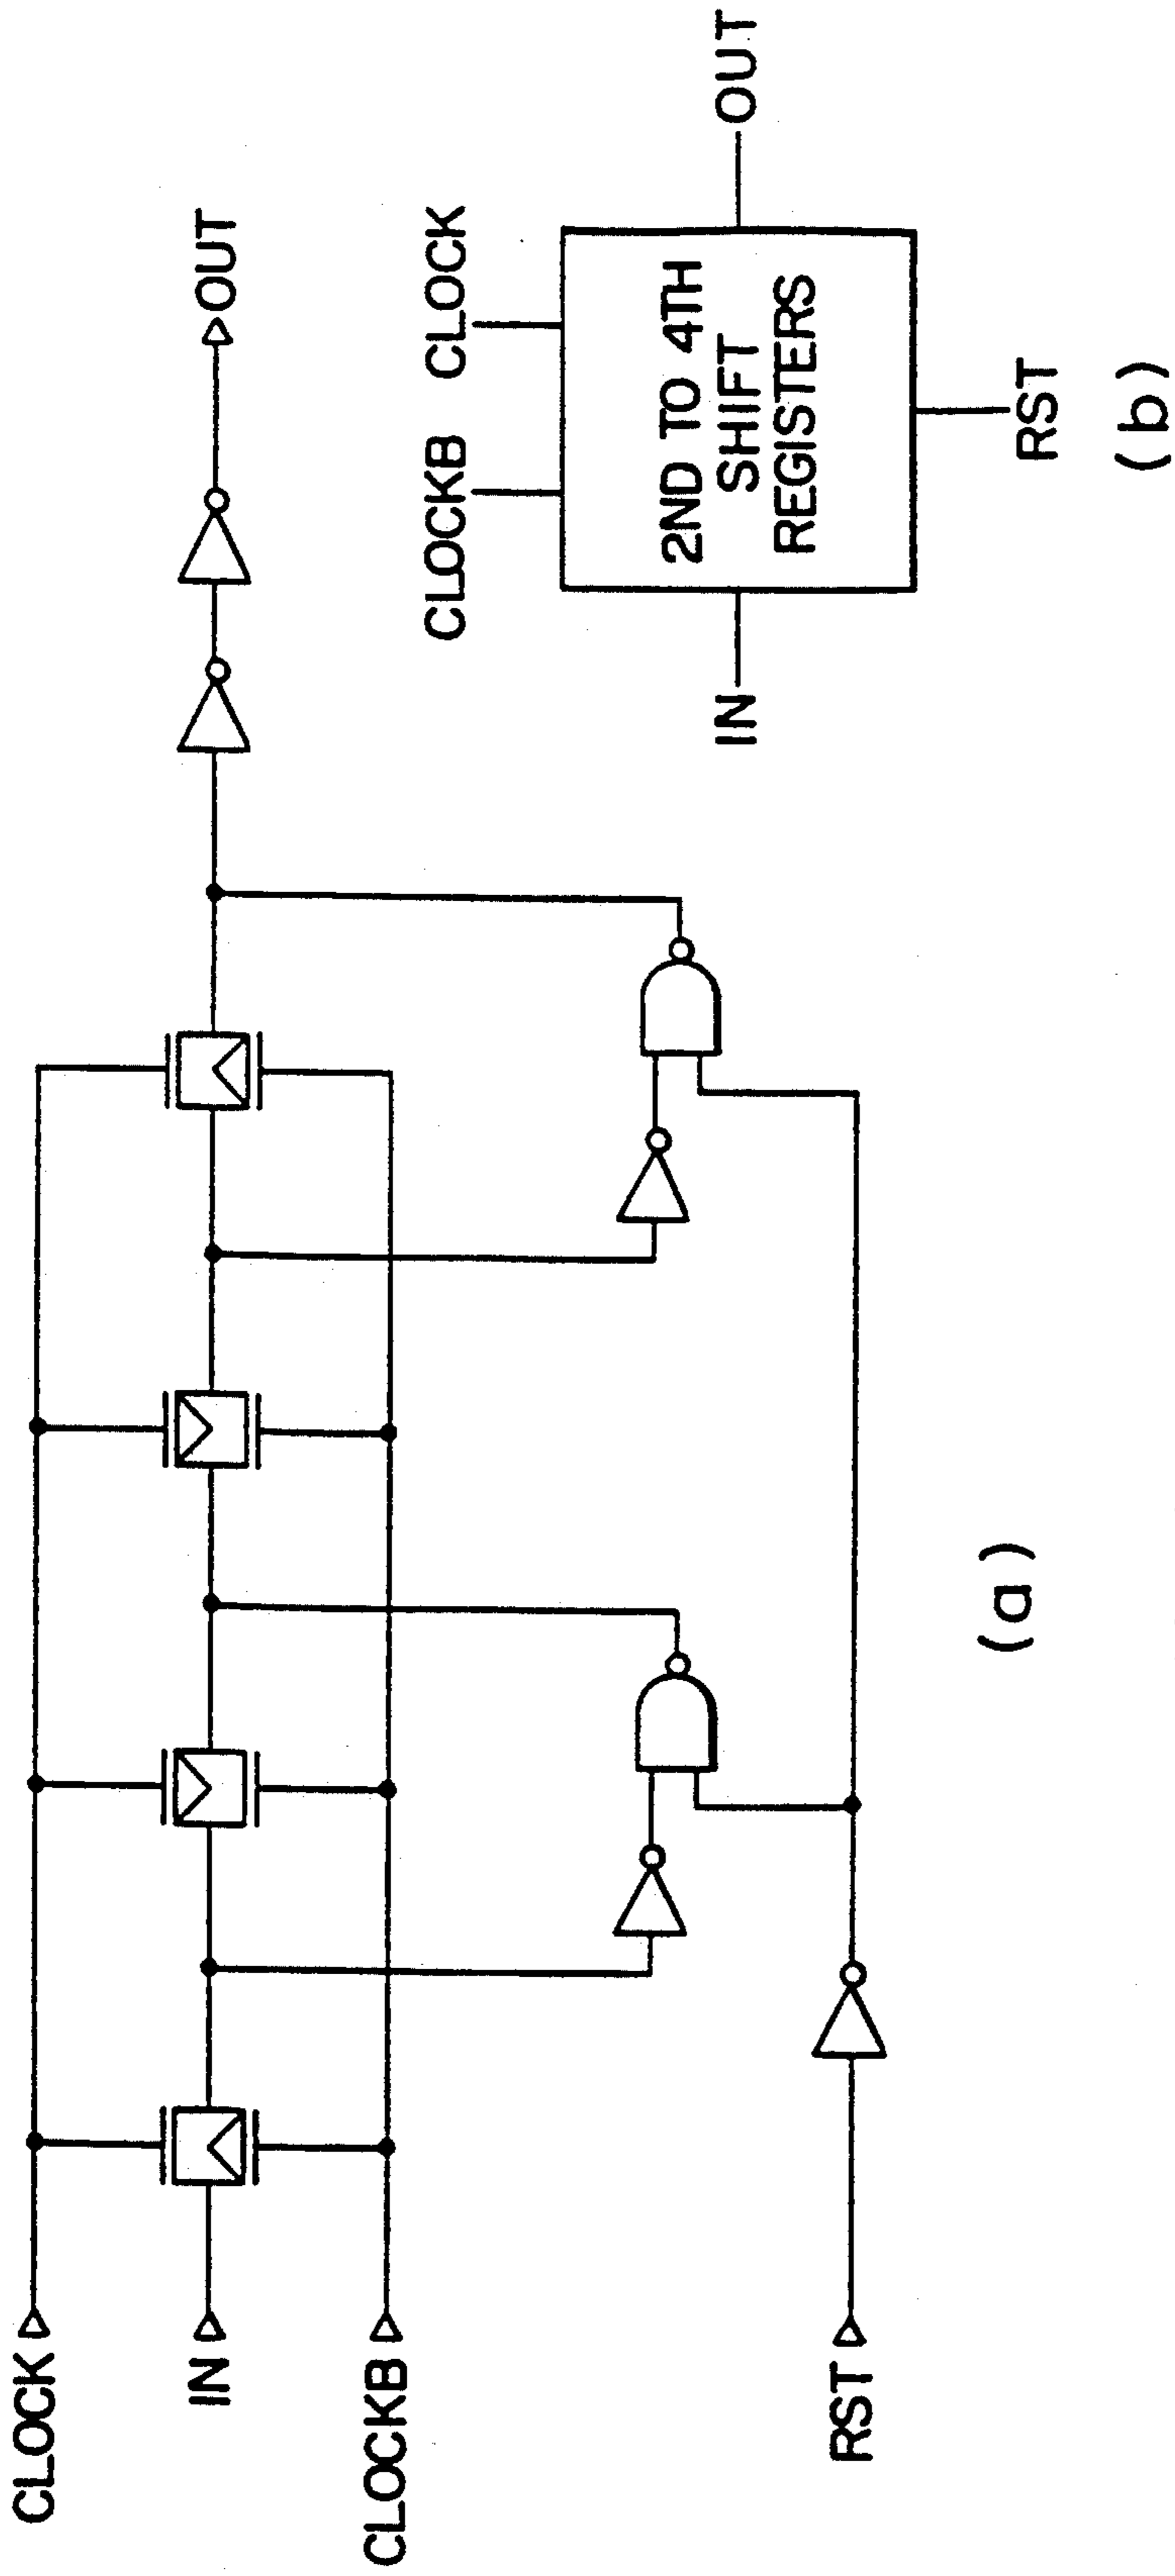 CLOCK
IN
CLOCKB
RST
OUT
(a)
CLOCKB
CLOCK
IN
2ND TO 4TH
SHIFT
REGISTERS
OUT
RST
(b)